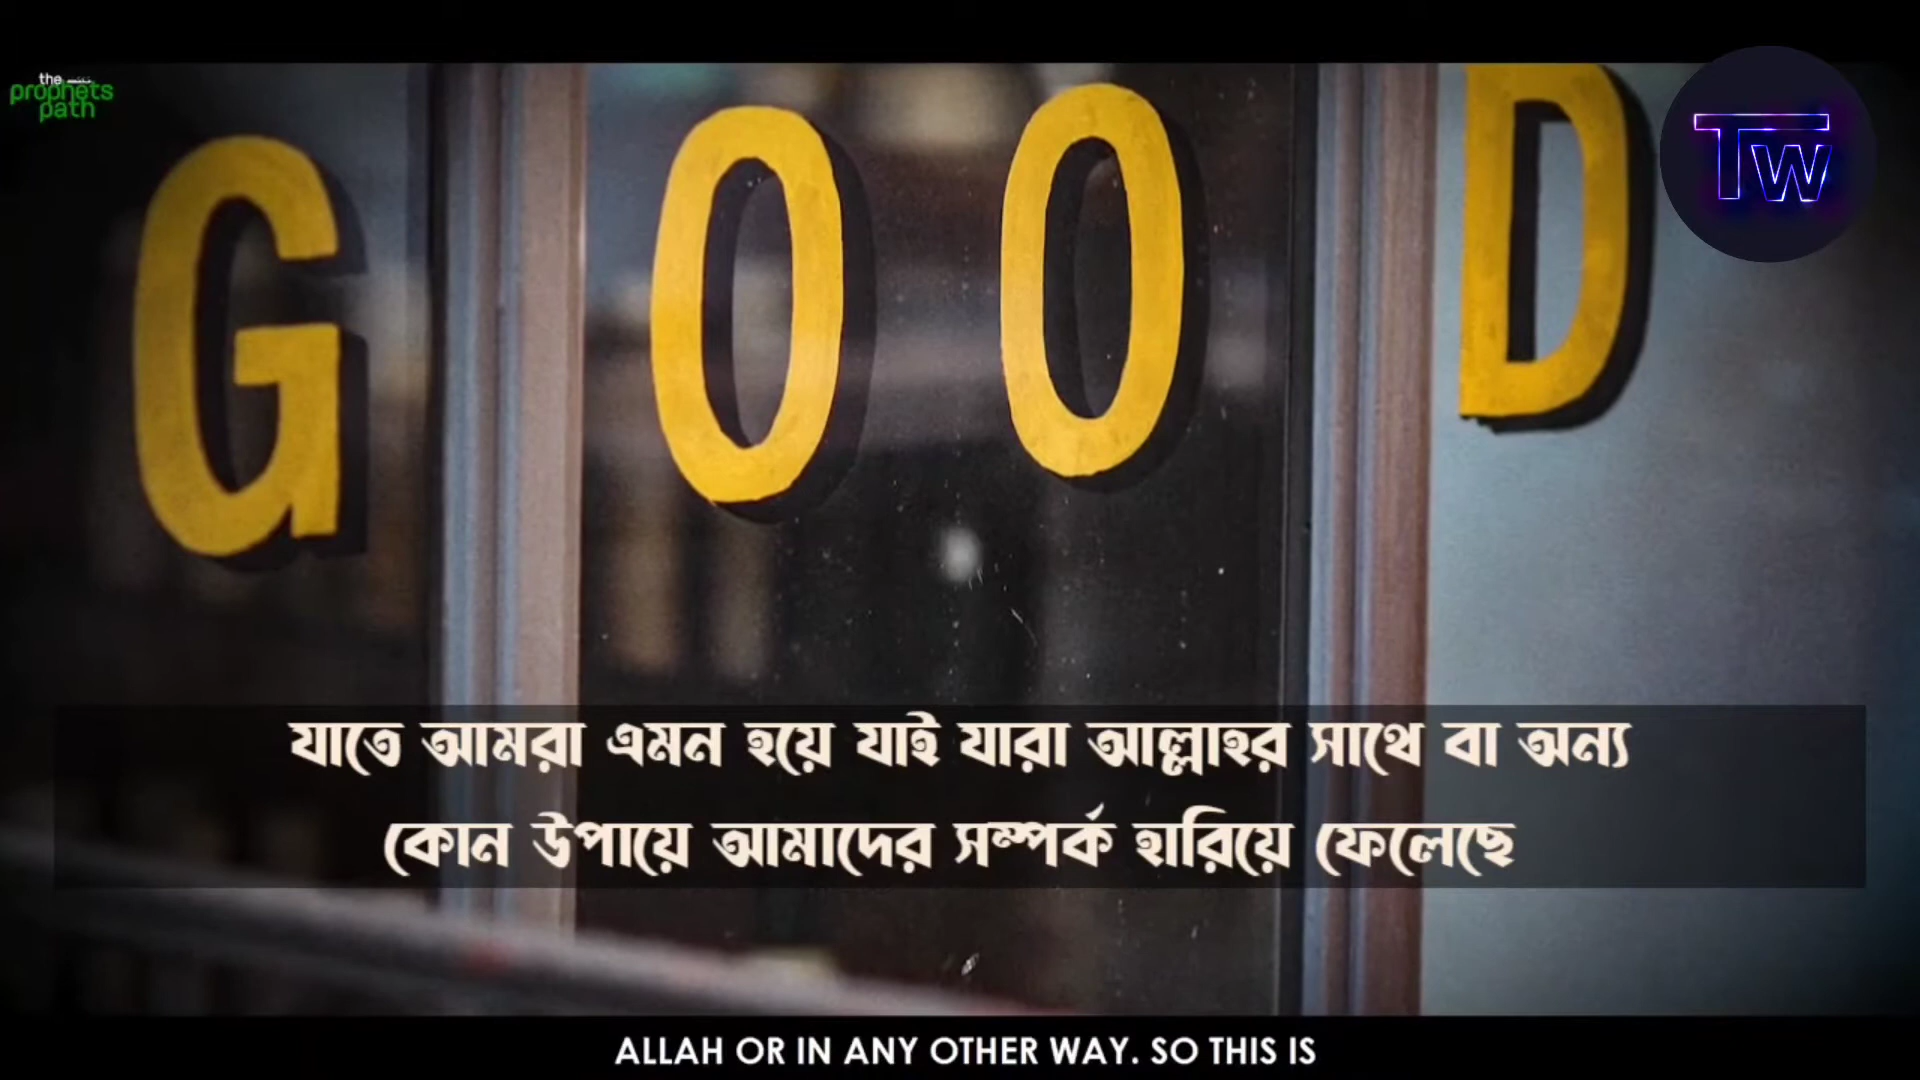 the
prophets
path
GOOD
TW
যাতে আমরা এমন হয়ে যাই যারা আল্লাহর সাথে বা অন্য
কোন উপায়ে আমাদের সম্পর্ক হারিয়ে ফেলেছে
ALLAH OR IN ANY OTHER WAY. SO THIS IS